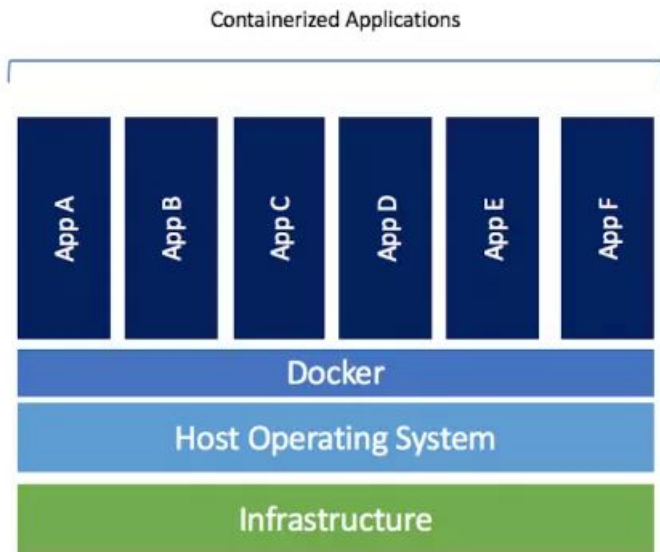 Containerized Applications
App A
App B
App C
App D
App E
App F
Docker
Host Operating System
Infrastructure